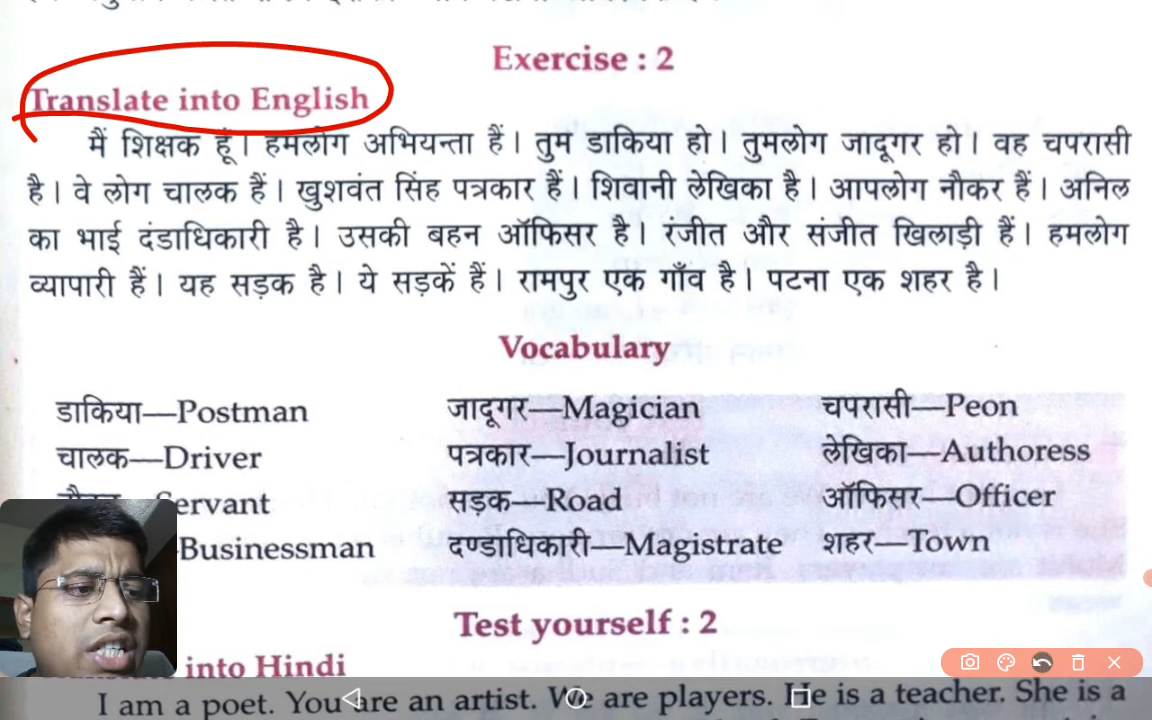 Exercise : 2
Translate into English
मैं शिक्षक हूँ। हमलोग अभियन्ता हैं। तुम डाकिया हो। तुमलोग जादूगर हो। वह चपरासी
है। वे लोग चालक हैं। खुशवंत सिंह पत्रकार हैं। शिवानी लेखिका है। आपलोग नौकर हैं। अनिल
का भाई दंडाधिकारी है। उसकी बहन ऑफिसर है। रंजीत और संजीत खिलाड़ी हैं। हमलोग
व्यापारी हैं। यह सड़क है। ये सड़कें हैं। रामपुर एक गाँव है। पटना एक शहर है।
Vocabulary
डाकिया—Postman जादूगर—Magician चपरासी—Peon
चालक—Driver पत्रकार—Journalist लेखिका—Authoress
सड़क—Road ऑफिसर—Officer
—Businessman दण्डाधिकारी—Magistrate शहर—Town
Test yourself : 2
into Hindi
I am a poet. You are an artist. We are players. He is a teacher. She is a